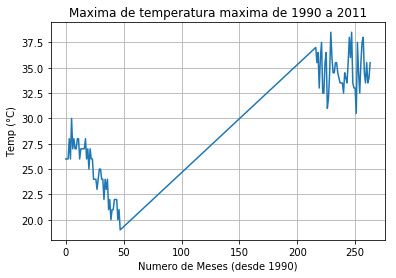 Maxima de temperatura maxima de 1990 a 2011
Temp (°C)
37.5
35.0
32.5
30.0
27.5
25.0
22.5
20.0
0 50 100 150 200 250
Numero de Meses (desde 1990)